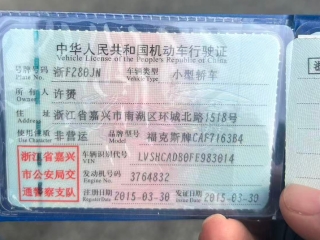 中华人民共和国机动车行驶证
Vehicle License of the People's Republic of China
号牌号码 浙F280JN 车辆类型 小型轿车
Plate No. Vehicle Type
所有人 许赟
Owner
住址 浙江省嘉兴市南湖区环城北路1518号
Address
使用性质 非营运 品牌型号 福克斯牌CAF7163B4
Use Character Model
浙江省嘉兴市公安局交通警察支队
车辆识别代号 LVSHCAD80FE983014
VIN
发动机号码 3764832
Engine No.
注册日期 2015-03-30 发证日期 2015-03-30
Register Date Issue Date